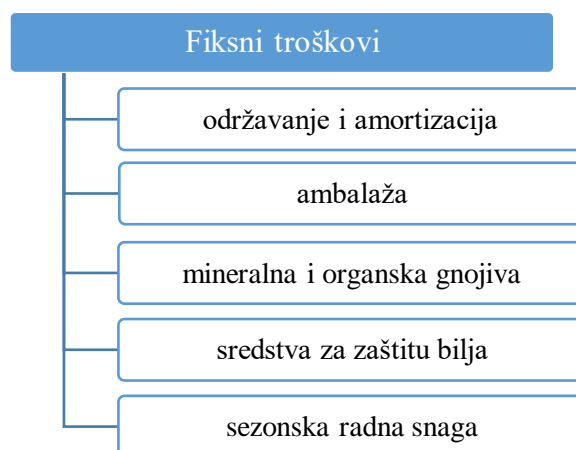 Fiksni troškovi
održavanje i amortizacija
ambalaža
mineralna i organska gnojiva
sredstva za zaštitu bilja
sezonska radna snaga